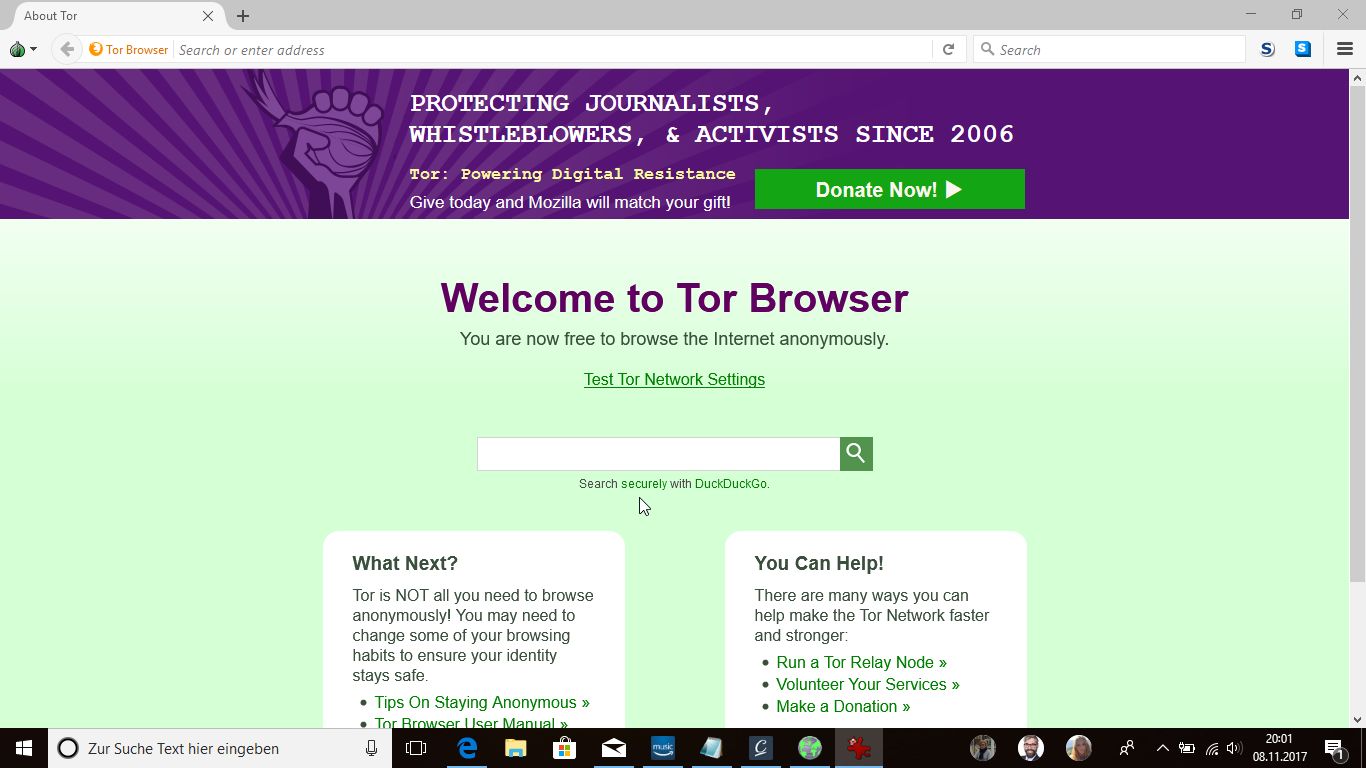 About Tor
Tor Browser
Search or enter address
Search
S
S
PROTECTING JOURNALISTS,
WHISTLEBLOWERS, & ACTIVISTS SINCE 2006
Tor: Powering Digital Resistance
Give today and Mozilla will match your gift!
Donate Now!
Welcome to Tor Browser
You are now free to browse the Internet anonymously.
Test Tor Network Settings
Search securely with DuckDuckGo.
What Next?
Tor is NOT all you need to browse
anonymously! You may need to
change some of your browsing
habits to ensure your identity
stays safe.
Tips On Staying Anonymous »
Tor Browser User Manual »
You Can Help!
There are many ways you can
help make the Tor Network faster
and stronger:
Run a Tor Relay Node »
Volunteer Your Services »
Make a Donation »
Zur Suche Text hier eingeben
music
20:01
08.11.2017
1